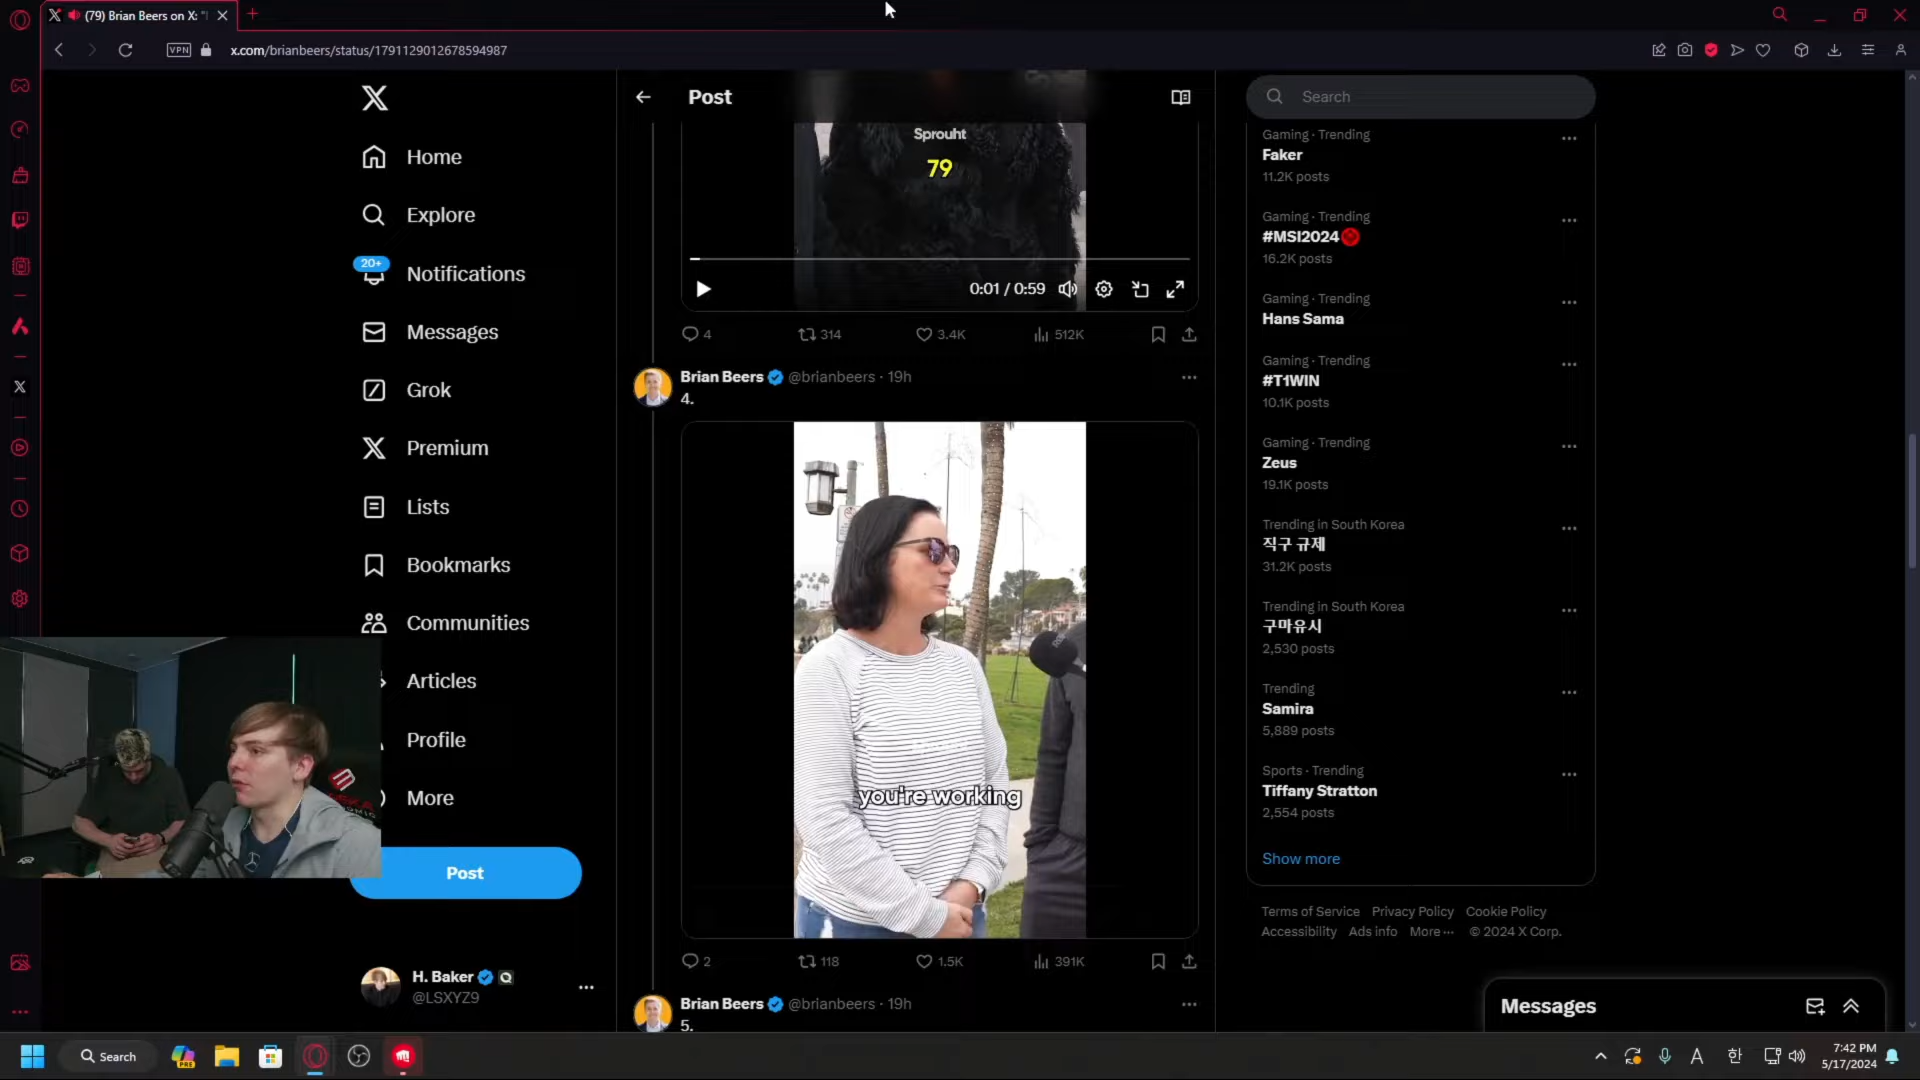 (79) Brian Beers on X: "
VPN
x.com/brianbeers/status/1791129012678594987
Home
Explore
20+
Notifications
Messages
Grok
Premium
Lists
Bookmarks
Communities
Articles
Profile
More
Post
H. Baker
@LSXYZ9
Post
Sprouht
79
0:01 / 0:59
4
314
3.4K
512K
Brian Beers @brianbeers · 19h
4.
you're working
2
118
1.5K
391K
Brian Beers @brianbeers · 19h
5.
Search
Gaming · Trending
Faker
11.2K posts
Gaming · Trending
#MSI2024
16.2K posts
Gaming · Trending
Hans Sama
Gaming · Trending
#T1WIN
10.1K posts
Gaming · Trending
Zeus
19.1K posts
Trending in South Korea
직구 규제
31.2K posts
Trending in South Korea
구마유시
2,530 posts
Trending
Samira
5,889 posts
Sports · Trending
Tiffany Stratton
2,554 posts
Show more
Terms of Service Privacy Policy Cookie Policy
Accessibility Ads info More ··· © 2024 X Corp.
Messages
Search
PRE
A
한
7:42 PM
5/17/2024